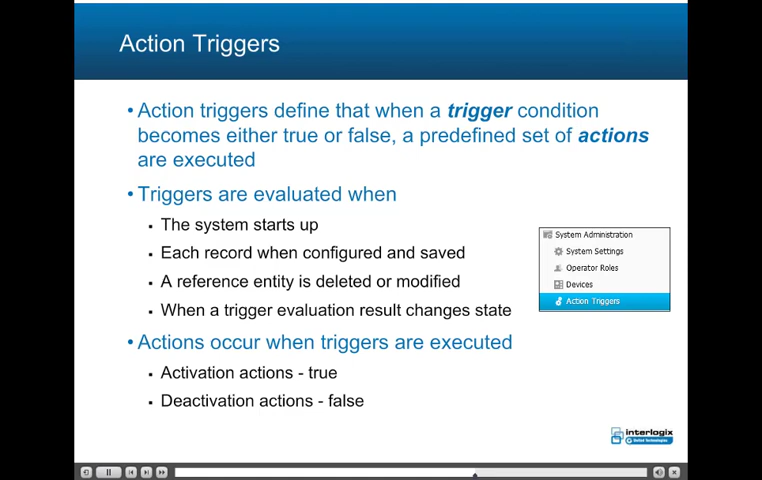 Action Triggers
• Action triggers define that when a trigger condition
becomes either true or false, a predefined set of actions
are executed
• Triggers are evaluated when
▪ The system starts up
▪ Each record when configured and saved
▪ A reference entity is deleted or modified
▪ When a trigger evaluation result changes state
System Administration
System Settings
Operator Roles
Devices
Action Triggers
• Actions occur when triggers are executed
▪ Activation actions - true
▪ Deactivation actions - false
interlogix
United Technologies